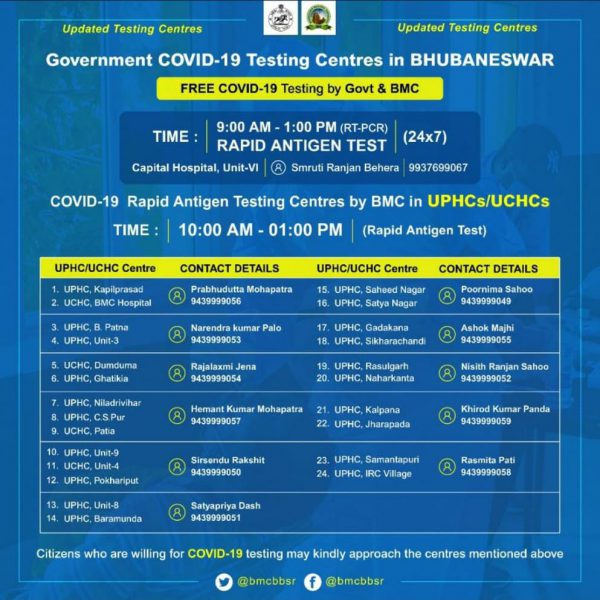 Updated Testing Centres
Updated Testing Centres
Government COVID-19 Testing Centres in BHUBANESWAR
FREE COVID-19 Testing by Govt & BMC
TIME : 9:00 AM - 1:00 PM (RT-PCR)
RAPID ANTIGEN TEST (24x7)
Capital Hospital, Unit-VI Smruti Ranjan Behera 9937699067
COVID-19 Rapid Antigen Testing Centres by BMC in UPHCs/UCHCs
TIME : 10:00 AM - 01:00 PM (Rapid Antigen Test)
UPHC/UCHC Centre CONTACT DETAILS
1. UPHC, Kapilprasad
2. UCHC, BMC Hospital
Prabhudutta Mohapatra
9439999056
3. UPHC, B. Patna
4. UPHC, Unit-3
Narendra kumar Palo
9439999053
5. UCHC, Dumduma
6. UPHC, Ghatikia
Rajalaxmi Jena
9439999054
7. UPHC, Niladrivihar
8. UPHC, C.S.Pur
9. UCHC, Patia
Hemant Kumar Mohapatra
9439999057
10. UPHC, Unit-9
11. UCHC, Unit-4
12. UPHC, Pokhariput
Sirsendu Rakshit
9439999050
13. UPHC, Unit-8
14. UPHC, Baramunda
Satyapriya Dash
9439999051
UPHC/UCHC Centre CONTACT DETAILS
15. UPHC, Saheed Nagar
16. UPHC, Satya Nagar
Poornima Sahoo
9439999049
17. UPHC, Gadakana
18. UPHC, Sikharachandi
Ashok Majhi
9439999055
19. UPHC, Rasulgarh
20. UPHC, Naharkanta
Nisith Ranjan Sahoo
9439999052
21. UPHC, Kalpana
22. UPHC, Jharapada
Khirod Kumar Panda
9439999059
23. UPHC, Samantapuri
24. UPHC, IRC Village
Rasmita Pati
9439999058
Citizens who are willing for COVID-19 testing may kindly approach the centres mentioned above
@bmcbbsr @bmcbbsr